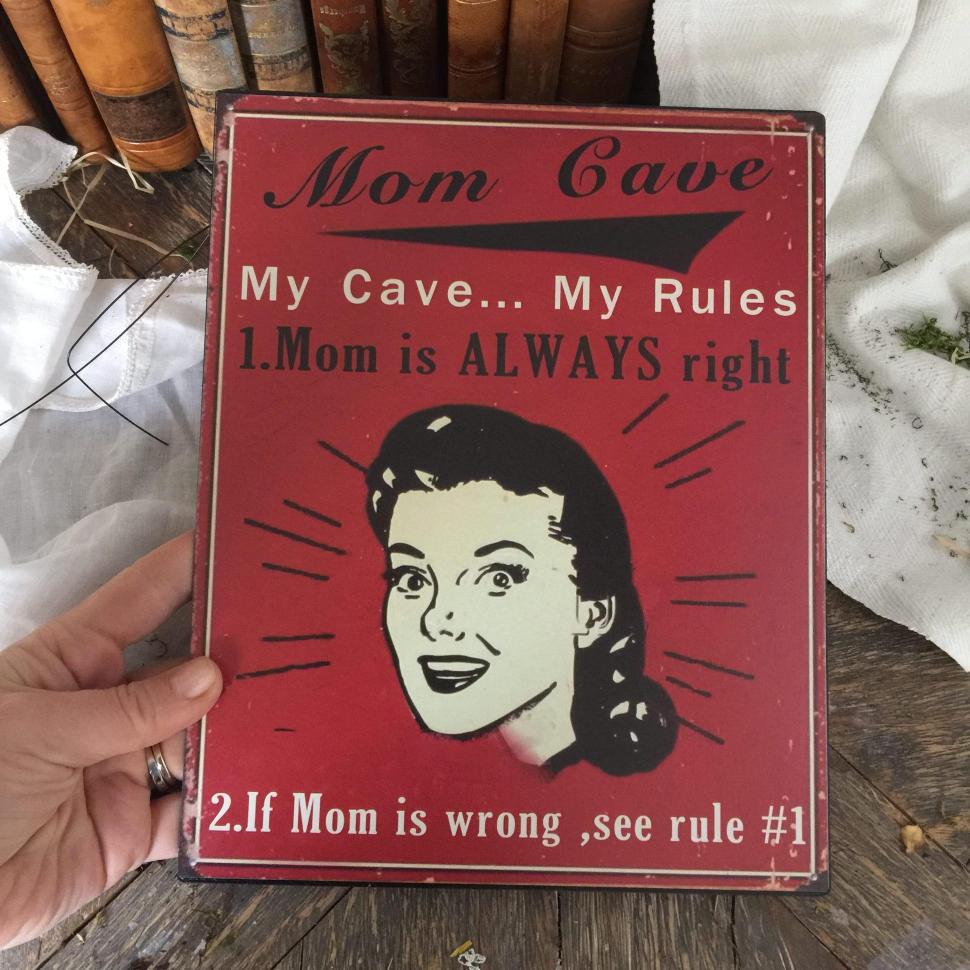 Mom Cave
My Cave... My Rules
1.Mom is ALWAYS right
2.If Mom is wrong ,see rule #1